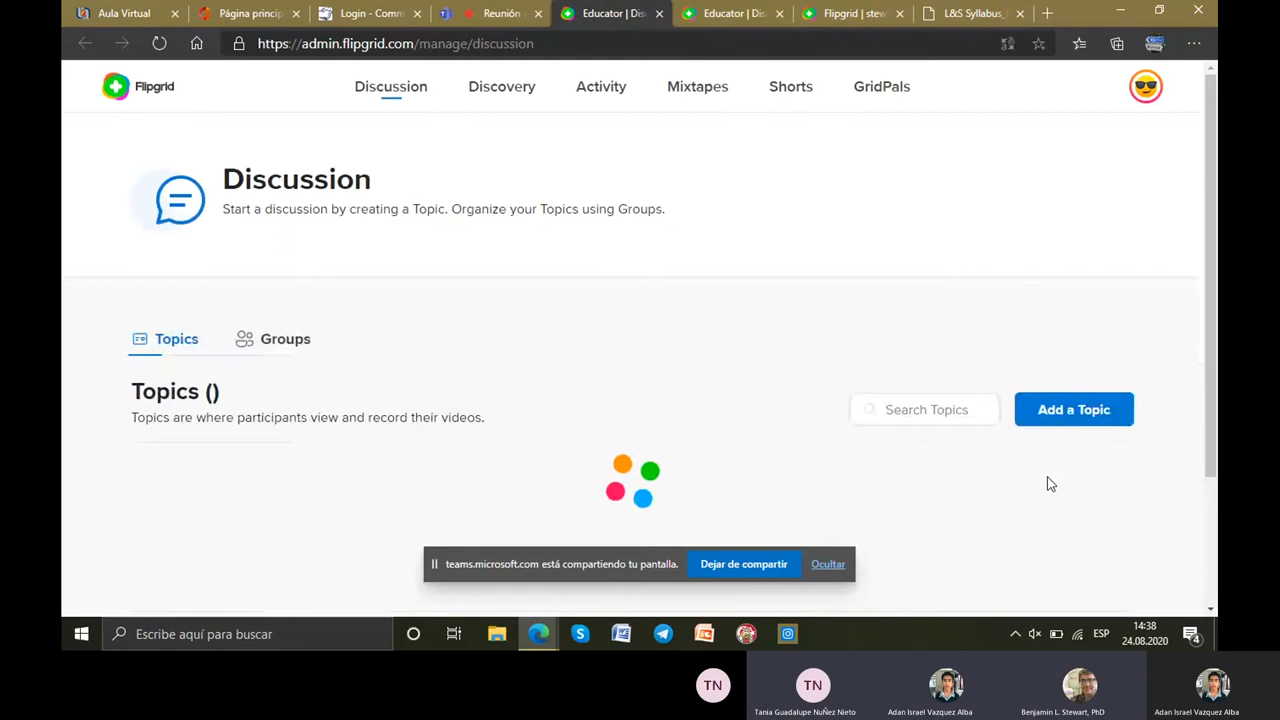 Aula Virtual
Página princip
Login - Comm
Reunión
Educator | Dis
Educator | Dis
Flipgrid | stew
L&S Syllabus_
https://admin.flipgrid.com/manage/discussion
Flipgrid
Discussion
Discovery
Activity
Mixtapes
Shorts
GridPals
Discussion
Start a discussion by creating a Topic. Organize your Topics using Groups.
Topics
Groups
Topics ()
Topics are where participants view and record their videos.
Search Topics
Add a Topic
teams.microsoft.com está compartiendo tu pantalla.
Dejar de compartir
Ocultar
Escribe aquí para buscar
ESP
14:38
24.08.2020
4
TN
TN
Tania Guadalupe NuÑez Nieto
Adan Israel Vazquez Alba
Benjamin L. Stewart, PhD
Adan Israel Vazquez Alba